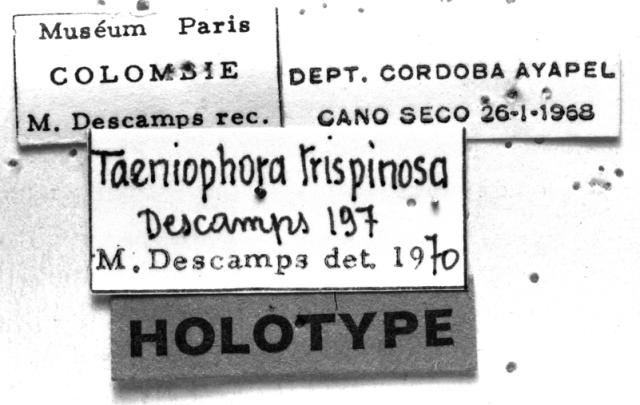 Muséum Paris
COLOMBIE
M. Descamps rec.
DEPT. CORDOBA AYAPEL
CANO SECO 26-1-1968
Taeniophora trispinosa
Descamps 197
M. Descamps det. 1970
HOLOTYPE